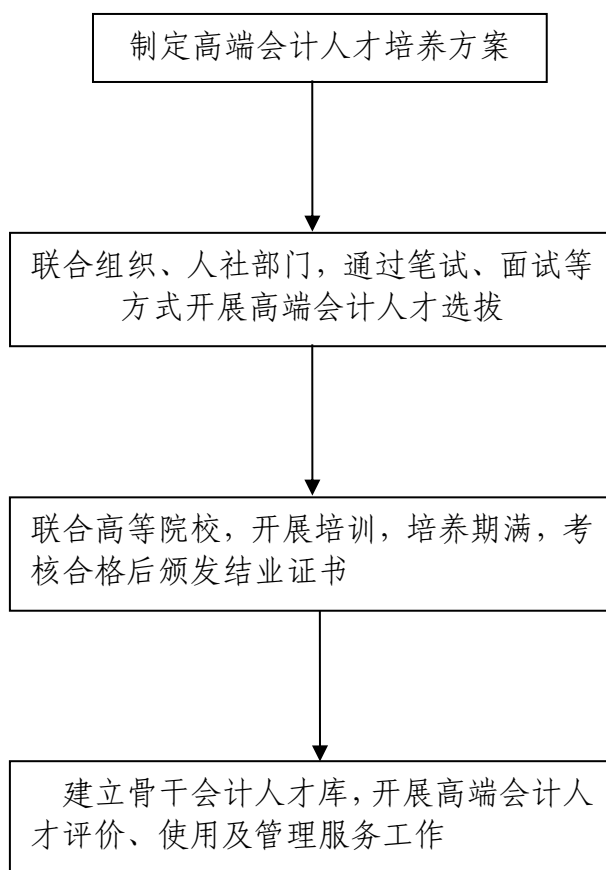 制定高端会计人才培养方案
联合组织、人社部门，通过笔试、面试等
方式开展高端会计人才选拔
联合高等院校，开展培训，培养期满，考
核合格后颁发结业证书
建立骨干会计人才库，开展高端会计人
才评价、使用及管理服务工作